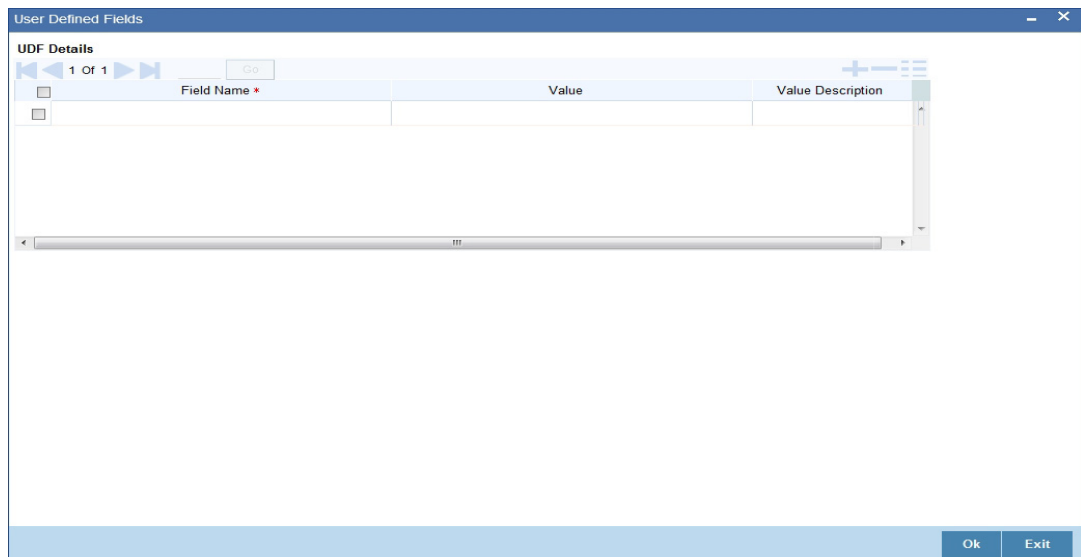 User Defined Fields
UDF Details
1 Of 1 Go
Field Name * Value Value Description
Ok Exit